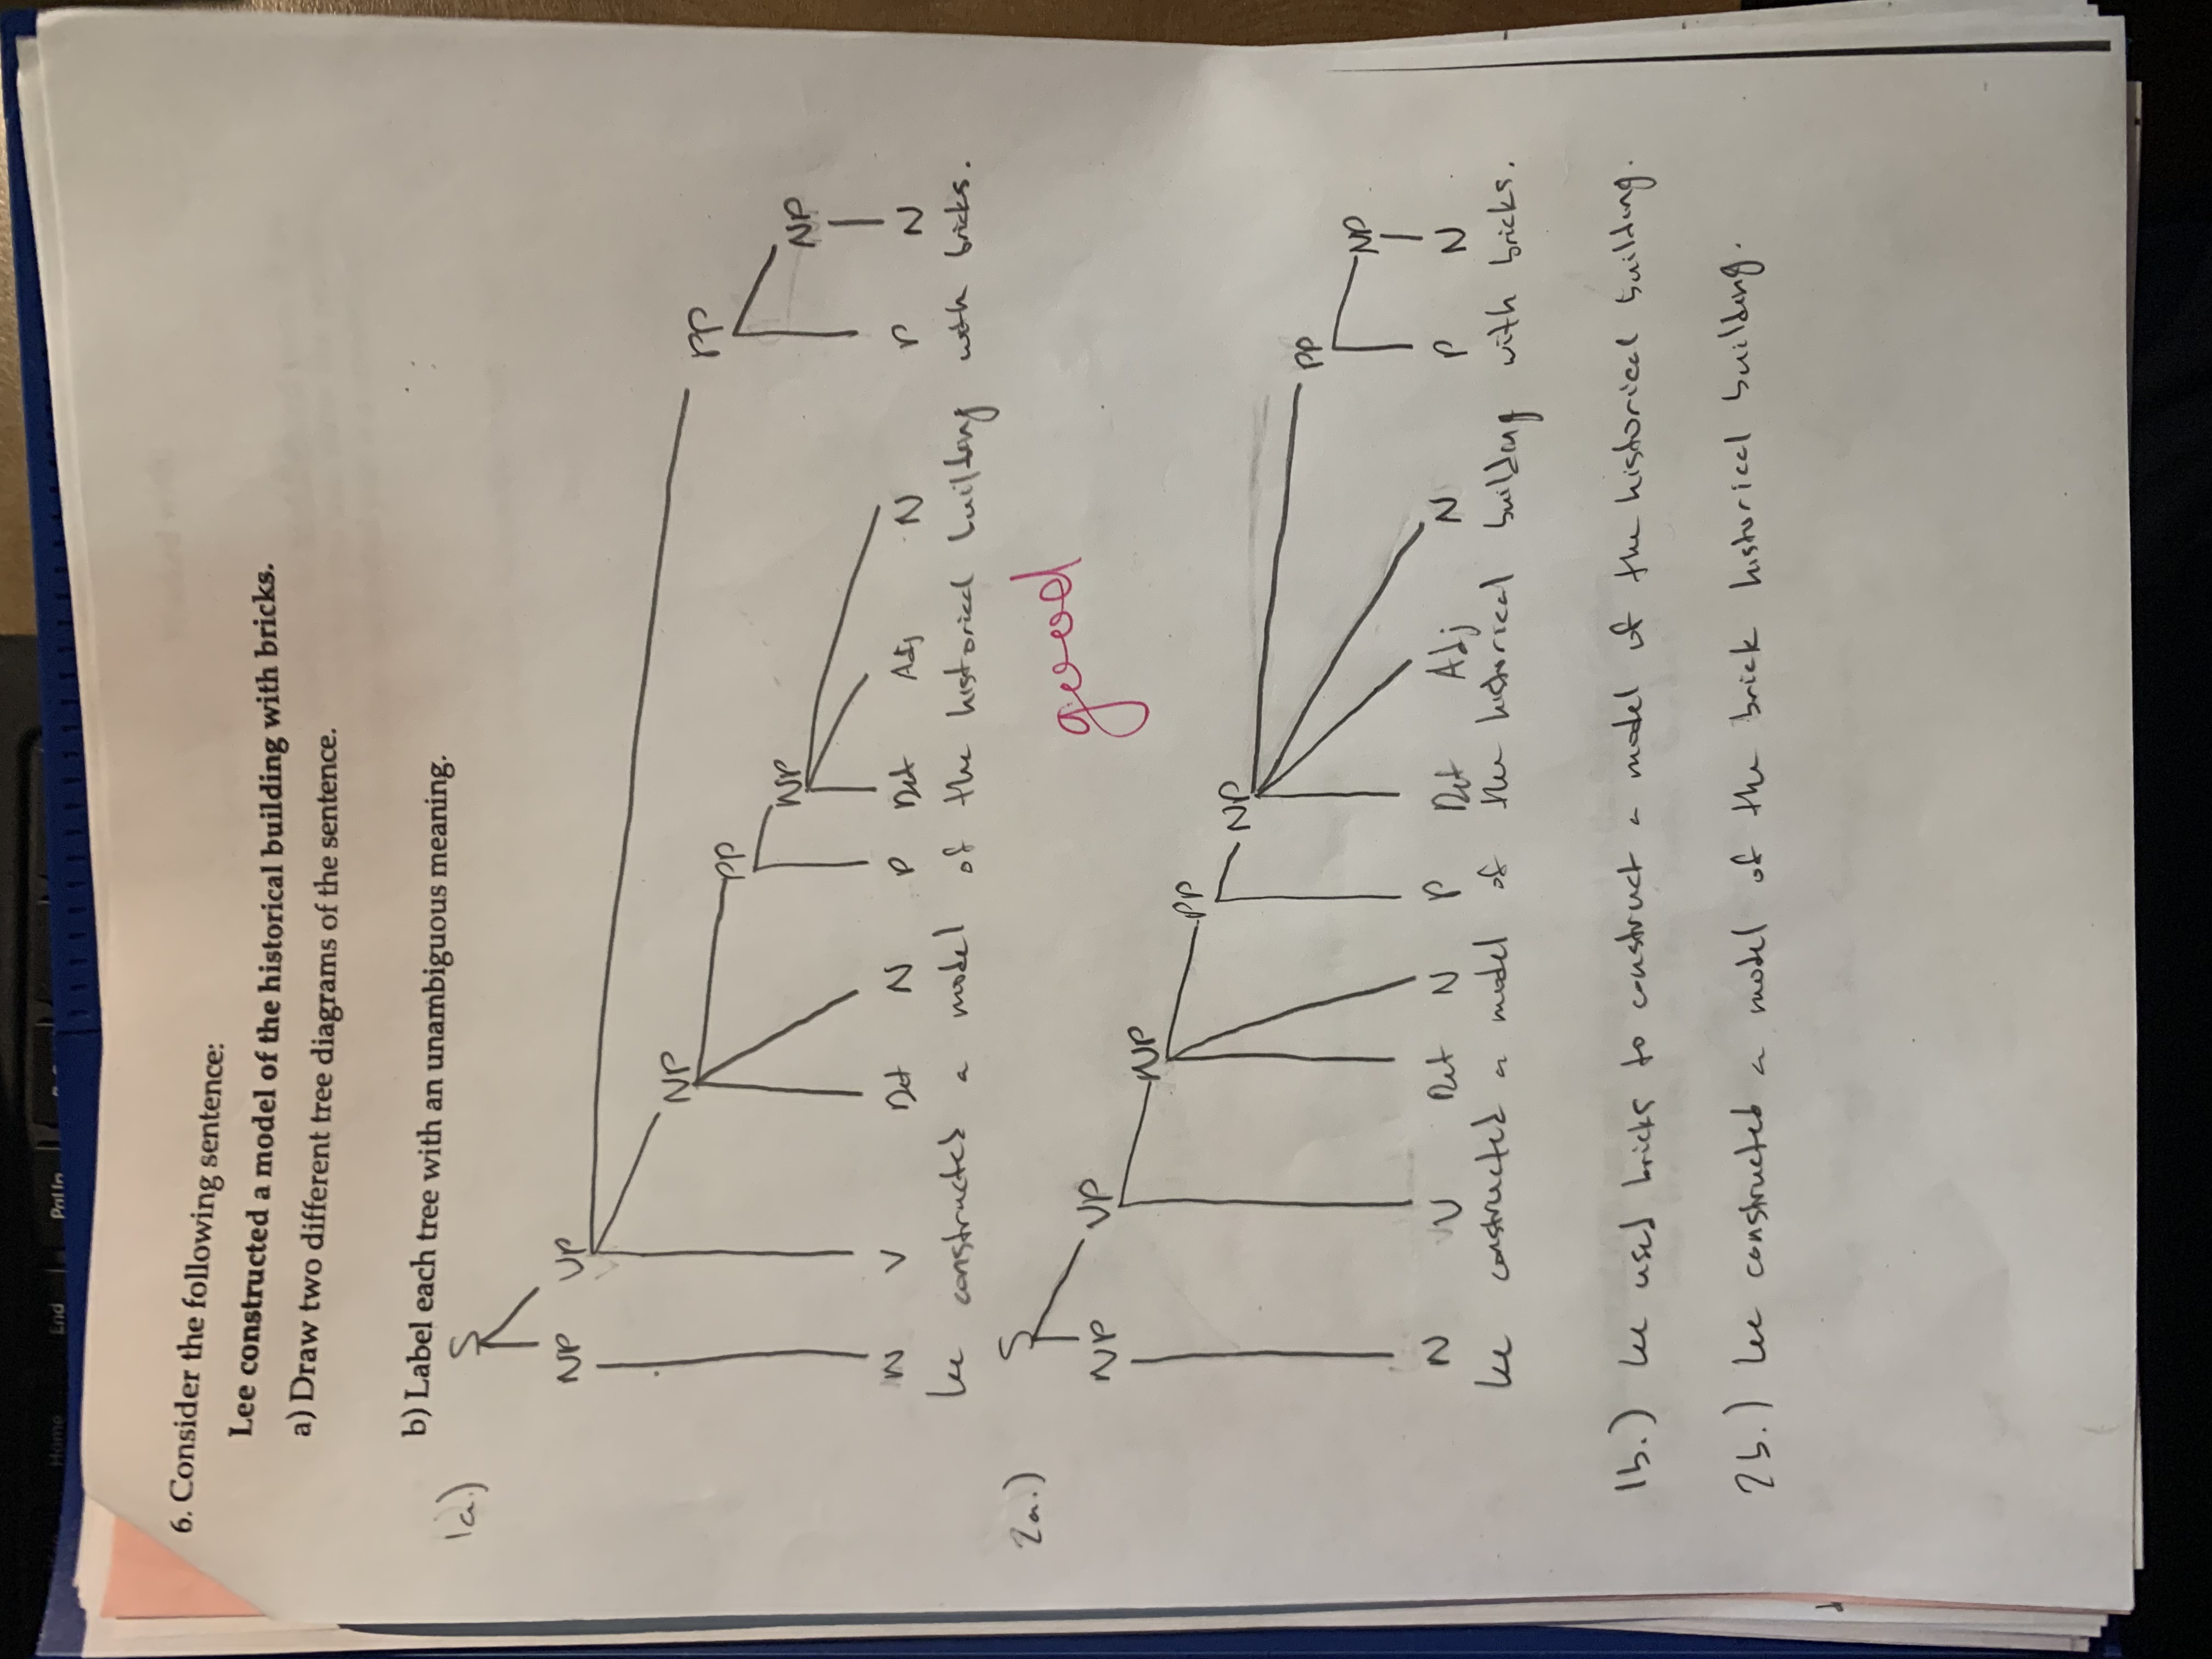 Home End
6. Consider the following sentence:
Lee constructed a model of the historical building with bricks.
a) Draw two different tree diagrams of the sentence.
b) Label each tree with an unambiguous meaning.
1a.) S
NP VP
NP PP
PP
NP NP
N V Det N P Det Adj N P N
Lee constructed a model of the historical building with bricks.
2a.) S
good
NP VP
NP
PP
NP
PP
NP
N V Det N P Det Adj N P N
Lee constructed a model of the historical building with bricks.
1b.) Lee used bricks to construct a model of the historical building.
2b.) Lee constructed a model of the brick historical building.